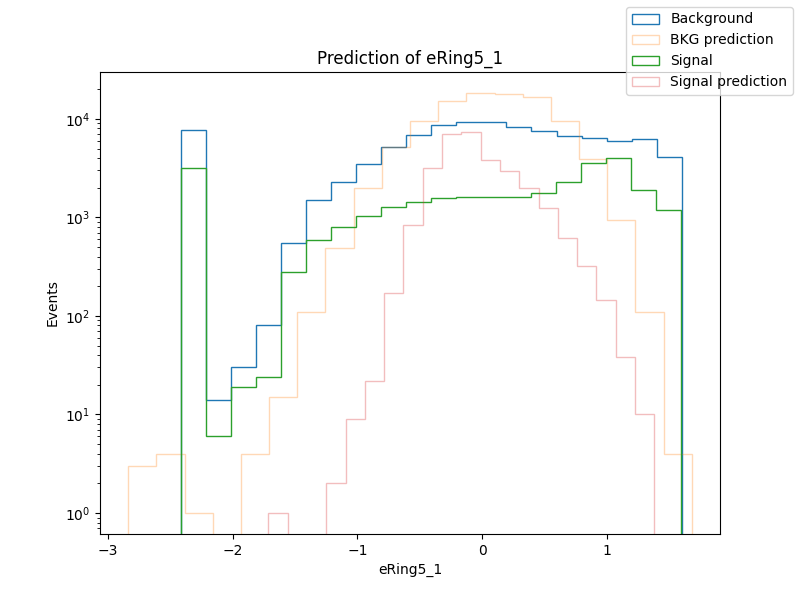 Prediction of eRing5_1
Background
BKG prediction
Signal
Signal prediction
Events
10⁴
10³
10²
10¹
10⁰
−3
−2
−1
0
1
eRing5_1